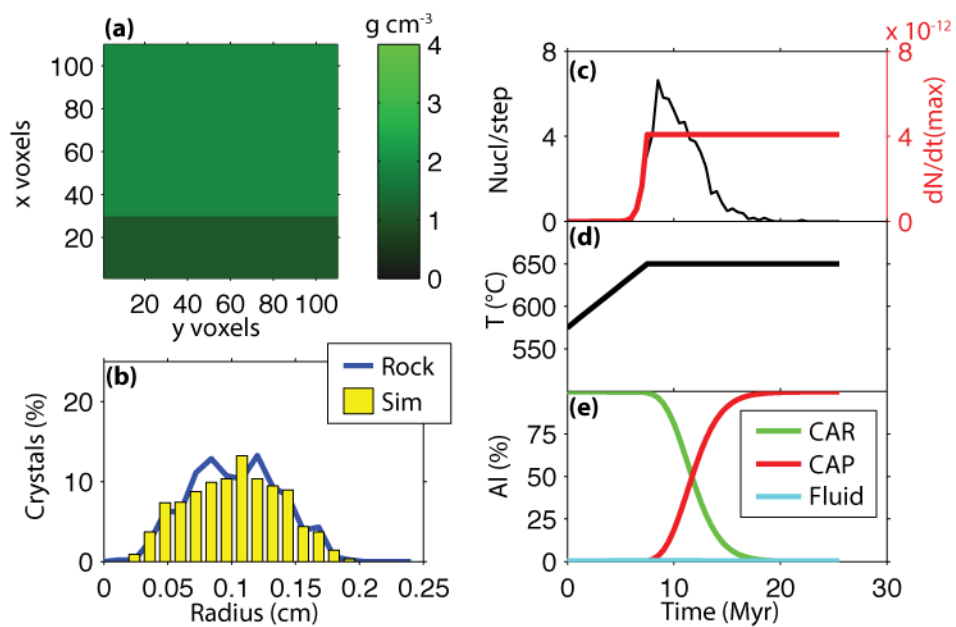 (a)
g cm-3
100
80
60
40
20
x voxels
20 40 60 80 100
y voxels
4
3
2
1
0
(b)
Rock
Sim
20
10
0
Crystals (%)
0 0.05 0.1 0.15 0.2 0.25
Radius (cm)
x 10-12
(c)
8
4
0
Nucl/step
8
4
0
dN/dt(max)
(d)
650
600
550
T (°C)
(e)
75
50
25
0
Al (%)
CAR
CAP
Fluid
0 10 20 30
Time (Myr)